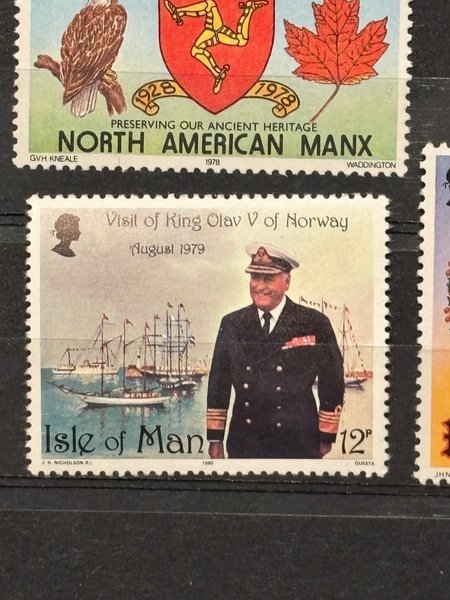 1928 1978
PRESERVING OUR ANCIENT HERITAGE
NORTH AMERICAN MANX
G.V.H KNEALE 1978 WADDINGTON
Visit of King Olav V of Norway
August 1979
Isle of Man 12P
J. H. NICHOLSON R.I. 1980 QUESTA
JHN